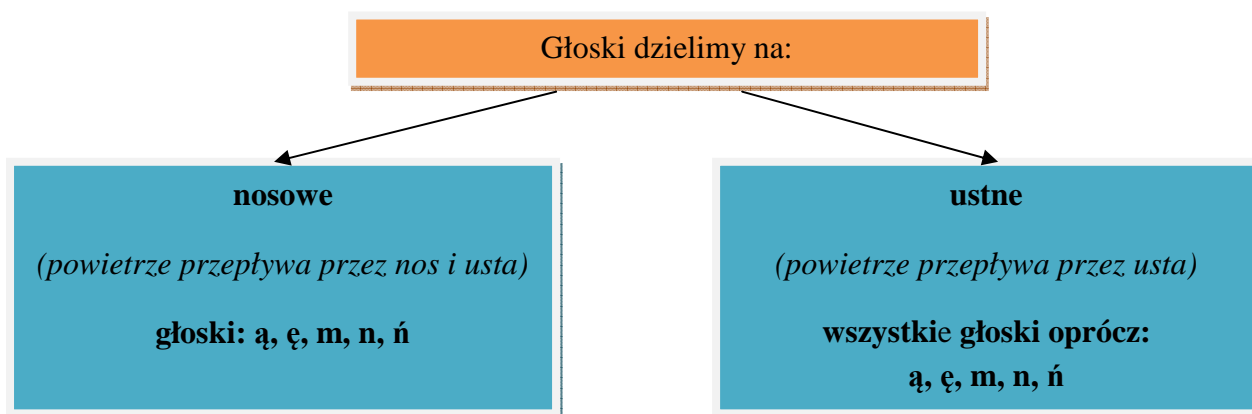 Głoski dzielimy na:
nosowe
(powietrze przepływa przez nos i usta)
głoski: ą, ę, m, n, ń
ustne
(powietrze przepływa przez usta)
wszystkie głoski oprócz:
ą, ę, m, n, ń